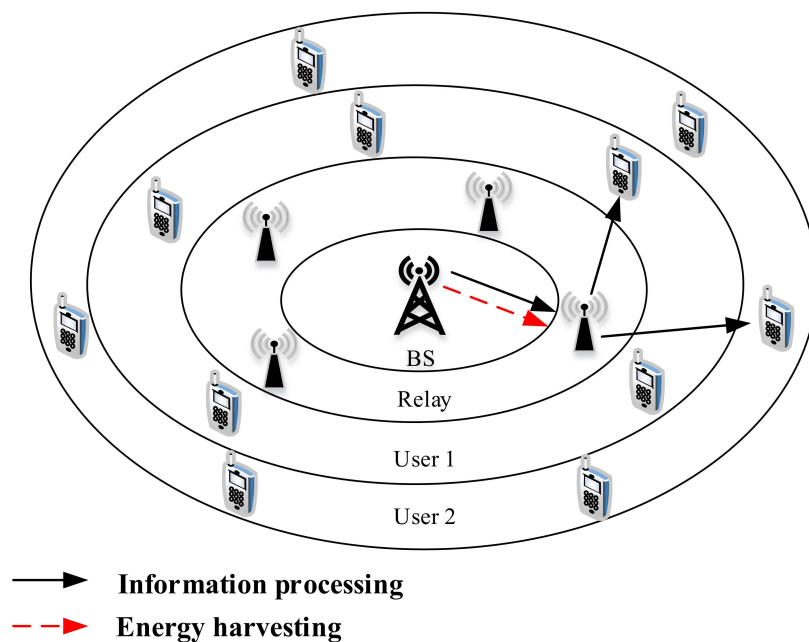 BS
Relay
User 1
User 2
Information processing
Energy harvesting